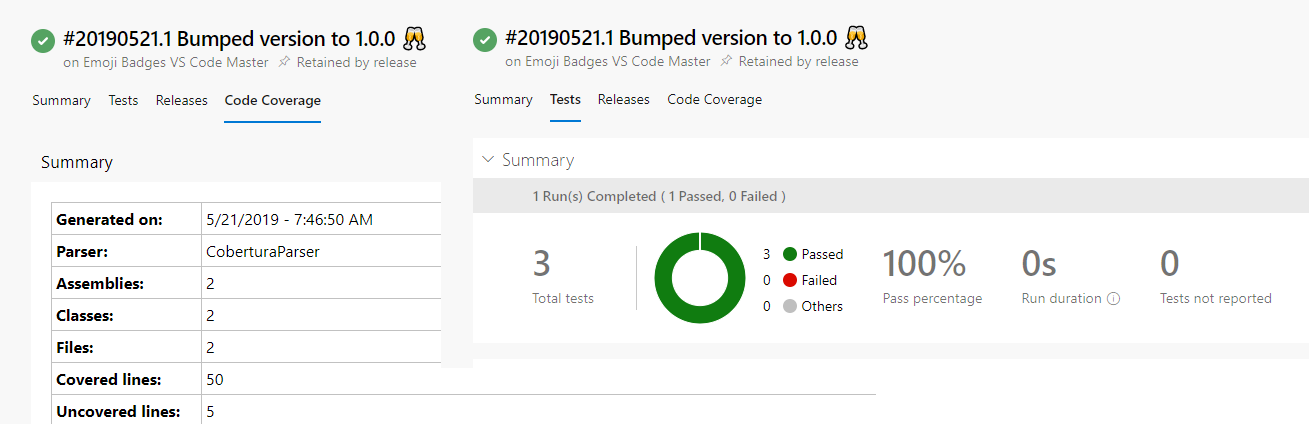 #20190521.1 Bumped version to 1.0.0 🥂
on Emoji Badges VS Code Master Retained by release
Summary Tests Releases Code Coverage
Summary
Generated on: 5/21/2019 - 7:46:50 AM
Parser: CoberturaParser
Assemblies: 2
Classes: 2
Files: 2
Covered lines: 50
Uncovered lines: 5
#20190521.1 Bumped version to 1.0.0 🥂
on Emoji Badges VS Code Master Retained by release
Summary Tests Releases Code Coverage
Summary
1 Run(s) Completed ( 1 Passed, 0 Failed )
3
Total tests
3 Passed
0 Failed
0 Others
100%
Pass percentage
0s
Run duration
0
Tests not reported